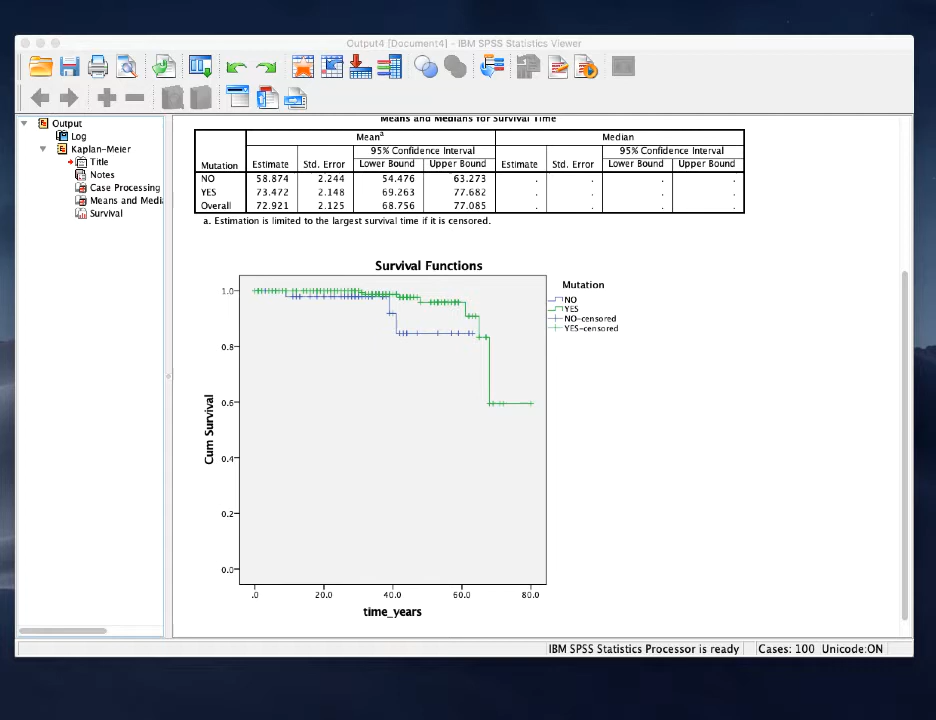 Output4 [Document4] - IBM SPSS Statistics Viewer
Output
Log
Kaplan-Meier
Title
Notes
Case Processing
Means and Media
Survival
Means and Medians for Survival Time
Meanᵃ Median
95% Confidence Interval 95% Confidence Interval
Mutation Estimate Std. Error Lower Bound Upper Bound Estimate Std. Error Lower Bound Upper Bound
NO 58.874 2.244 54.476 63.273 . . . .
YES 73.472 2.148 69.263 77.682 . . . .
Overall 72.921 2.125 68.756 77.085 . . . .
a. Estimation is limited to the largest survival time if it is censored.
Survival Functions
Mutation
NO
YES
NO-censored
YES-censored
Cum Survival
1.0
0.8
0.6
0.4
0.2
0.0
.0 20.0 40.0 60.0 80.0
time_years
IBM SPSS Statistics Processor is ready Cases: 100 Unicode:ON